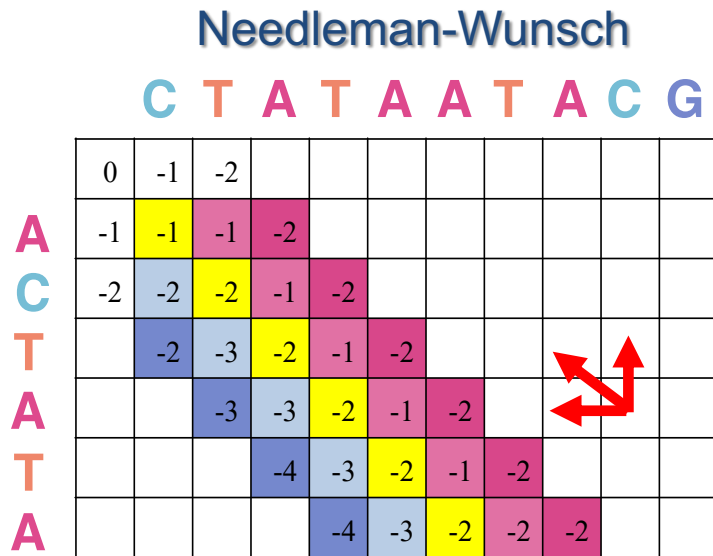 Needleman-Wunsch
C T A T A A T A C G
0 -1 -2
A -1 -1 -1 -2
C -2 -2 -2 -1 -2
T -2 -3 -2 -1 -2
A -3 -3 -2 -1 -2
T -4 -3 -2 -1 -2
A -4 -3 -2 -2 -2